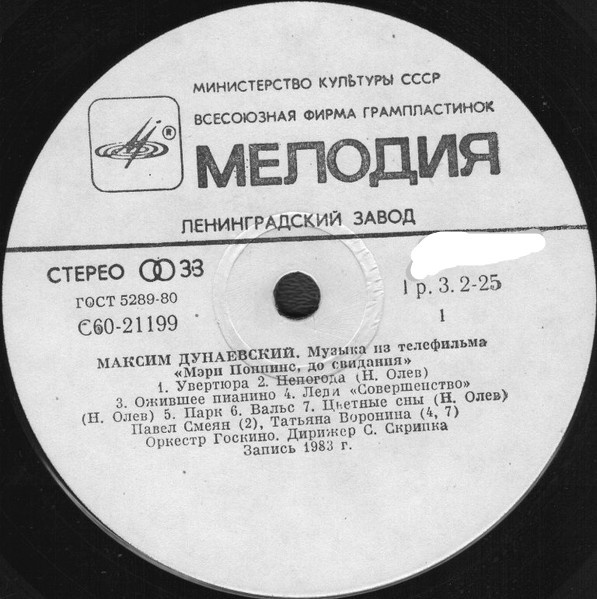 МИНИСТЕРСТВО КУЛЬТУРЫ СССР
ВСЕСОЮЗНАЯ ФИРМА ГРАМПЛАСТИНОК
®
МЕЛОДИЯ
ЛЕНИНГРАДСКИЙ ЗАВОД
СТЕРЕО 33
ГОСТ 5289-80
С60-21199
р. 3. 2-25
1
МАКСИМ ДУНАЕВСКИЙ. Музыка из телефильма
«Мэри Поппинс, до свидания»
1. Увертюра 2. Непогода (Н. Олев)
3. Ожившее пианино 4. Леди «Совершенство»
(Н. Олев) 5. Парк 6. Вальс 7. Цветные сны (Н. Олев)
Павел Смеян (2), Татьяна Воронина (4, 7)
Оркестр Госкино. Дирижер С. Скрипка
Запись 1983 г.